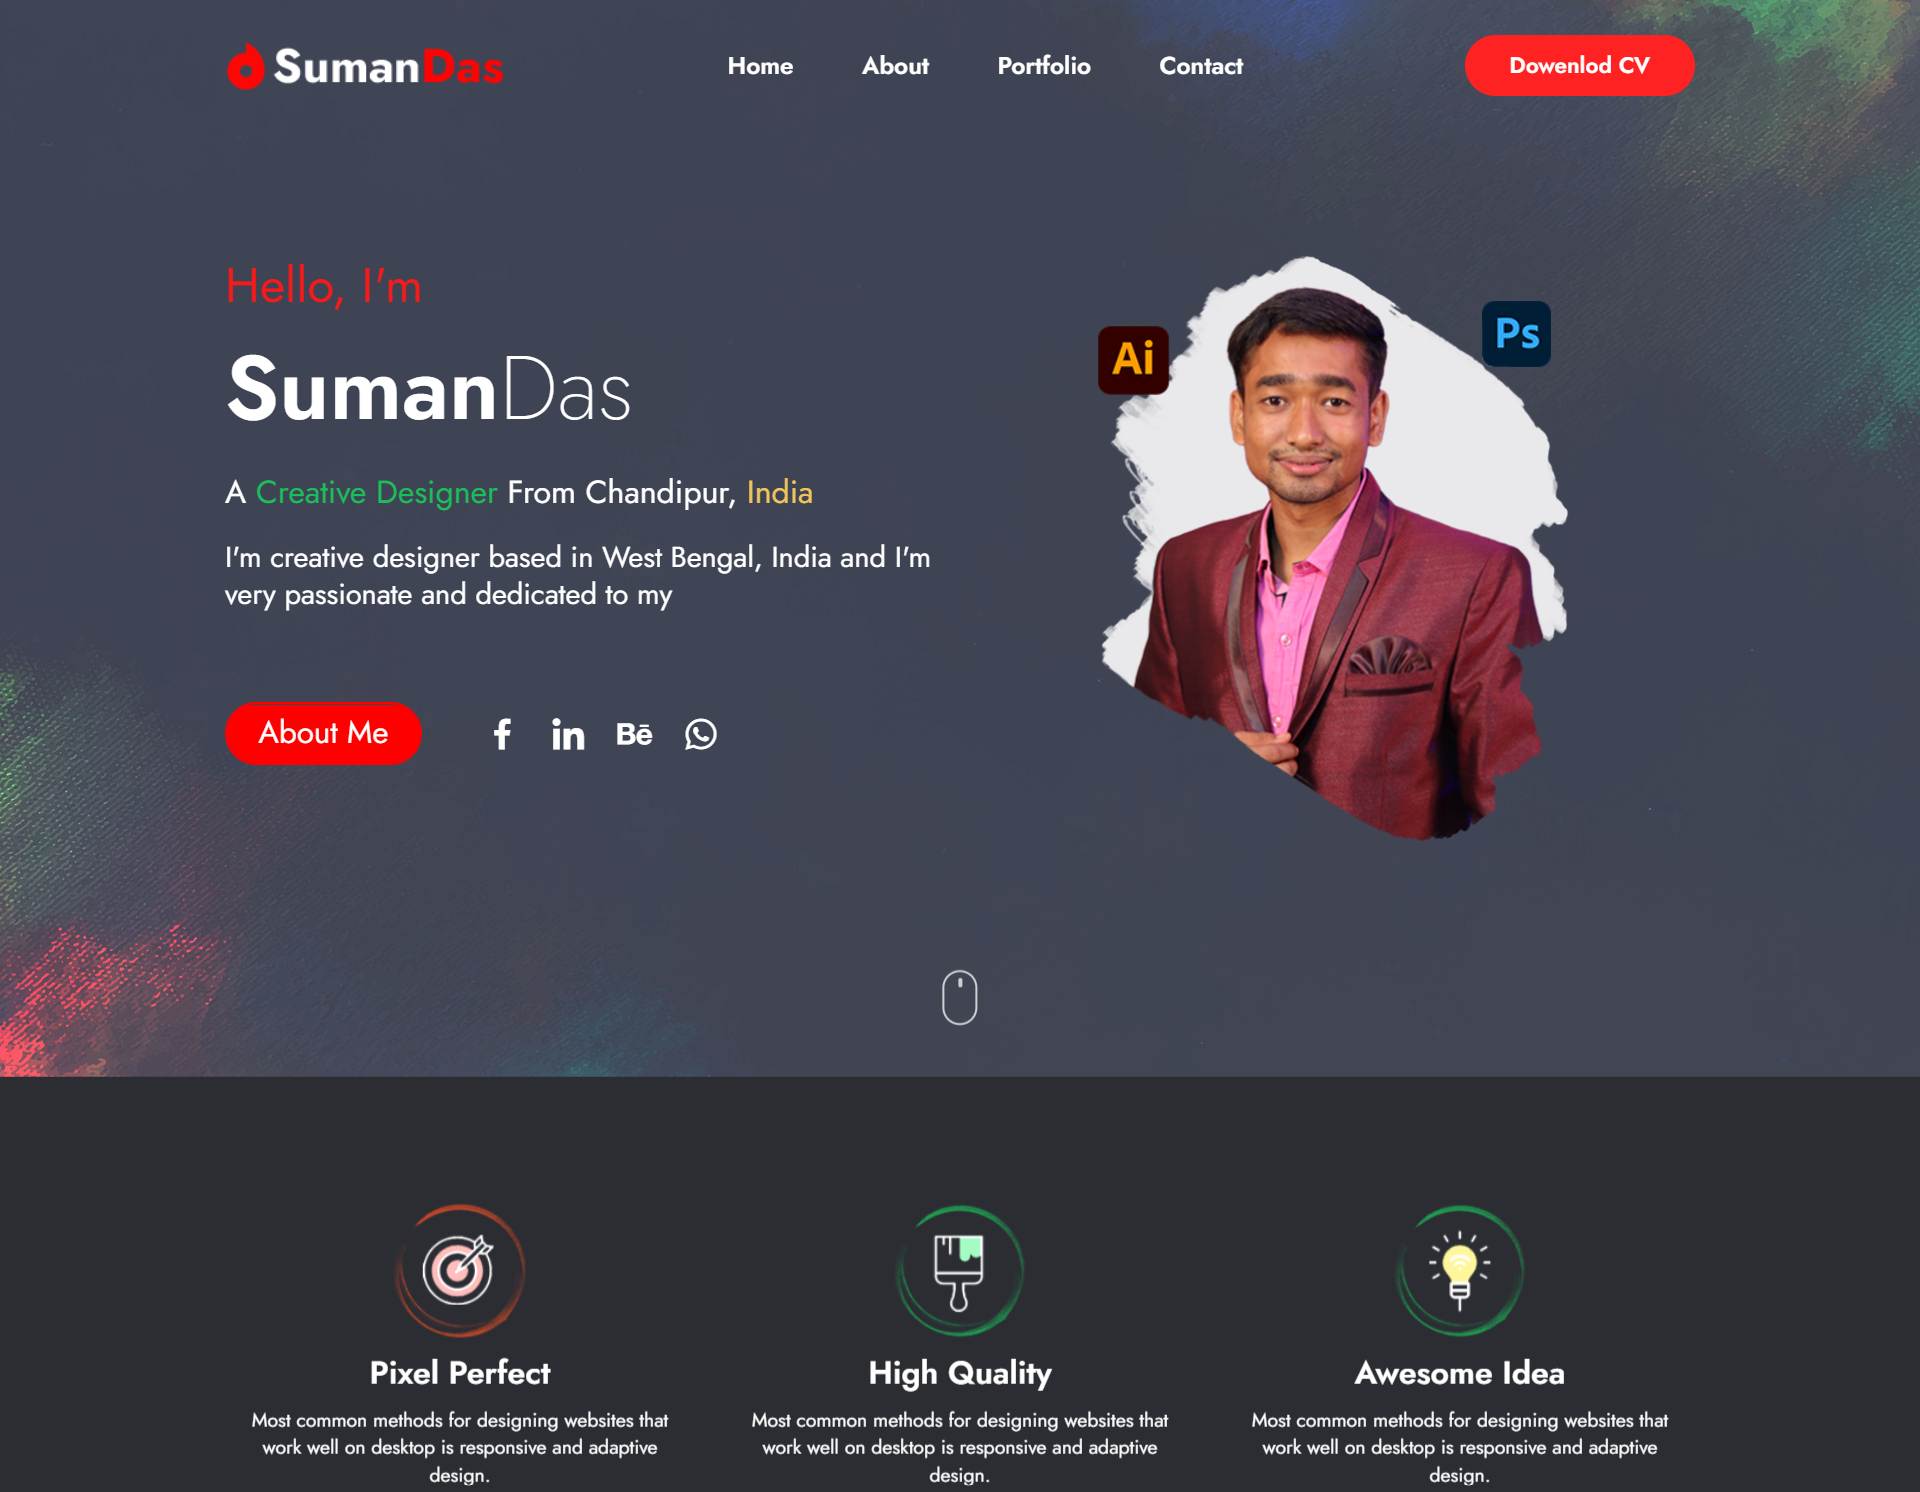 SumanDas
Home About Portfolio Contact
Dowenlod CV
Hello, I'm
SumanDas
A Creative Designer From Chandipur, India
I'm creative designer based in West Bengal, India and I'm
very passionate and dedicated to my
Ai
Ps
About Me
f in Bē
Pixel Perfect
Most common methods for designing websites that
work well on desktop is responsive and adaptive
design.
High Quality
Most common methods for designing websites that
work well on desktop is responsive and adaptive
design.
Awesome Idea
Most common methods for designing websites that
work well on desktop is responsive and adaptive
design.